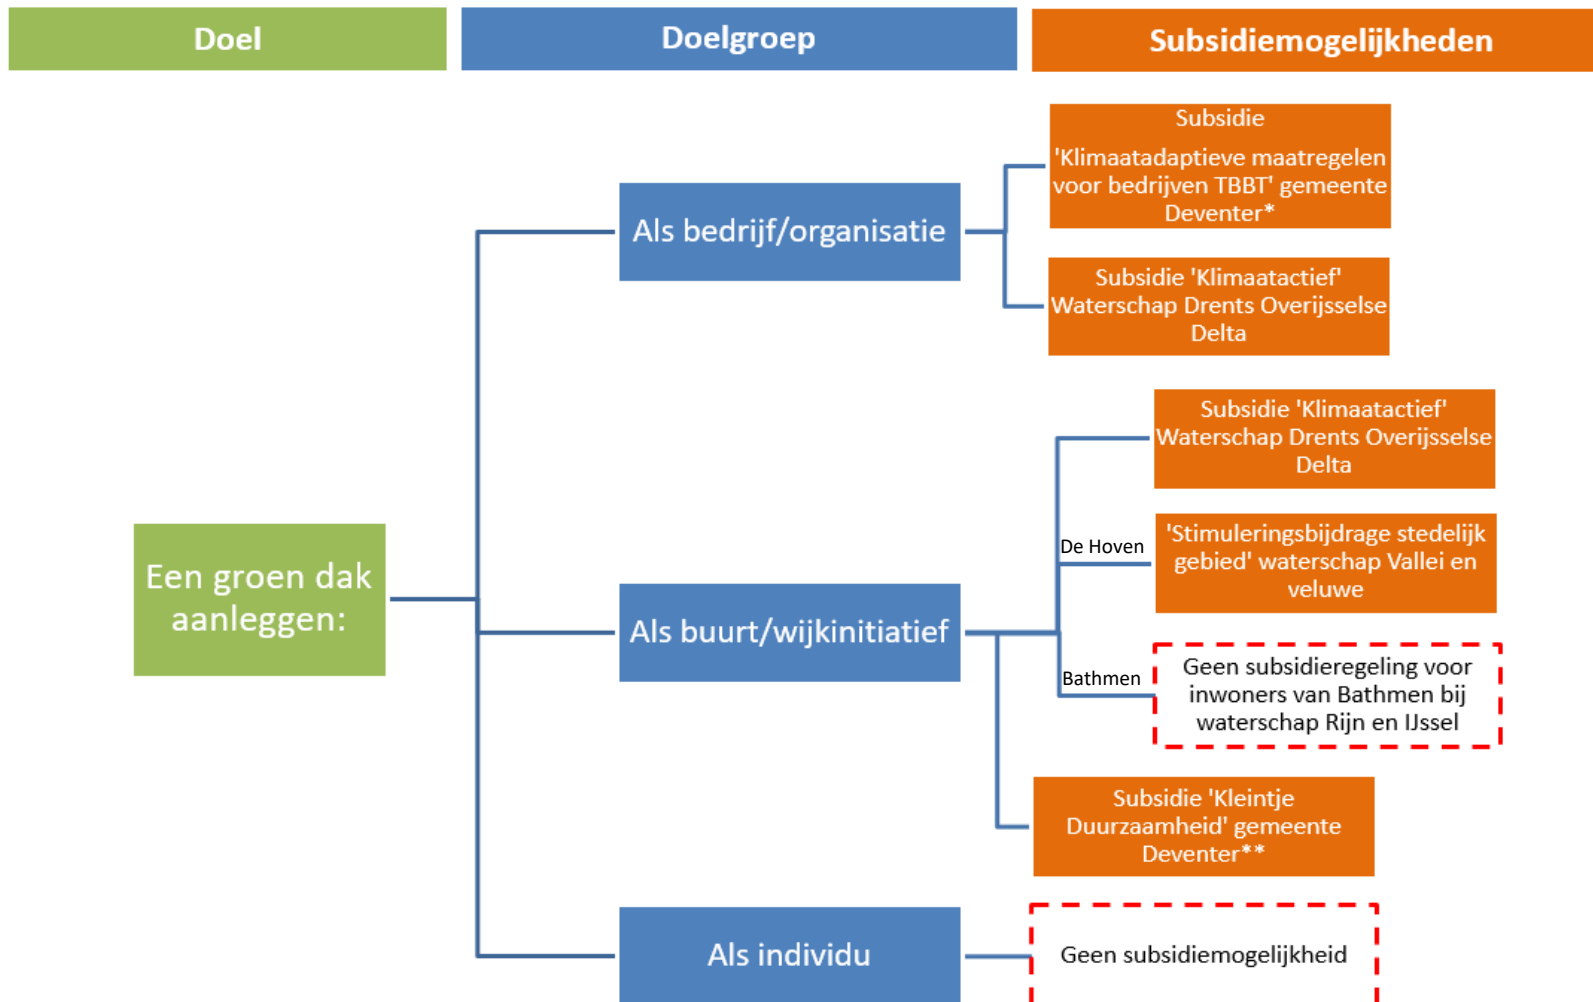 Doel
Doelgroep
Subsidiemogelijkheden
Een groen dak
aanleggen:
Als bedrijf/organisatie
Subsidie
'Klimaatadaptieve maatregelen
voor bedrijven TBBT' gemeente
Deventer*
Subsidie 'Klimaatactief'
Waterschap Drents Overijsselse
Delta
Als buurt/wijkinitiatief
Subsidie 'Klimaatactief'
Waterschap Drents Overijsselse
Delta
De Hoven
'Stimuleringsbijdrage stedelijk
gebied' waterschap Vallei en
veluwe
Bathmen
Geen subsidieregeling voor
inwoners van Bathmen bij
waterschap Rijn en IJssel
Subsidie 'Kleintje
Duurzaamheid' gemeente
Deventer**
Als individu
Geen subsidiemogelijkheid